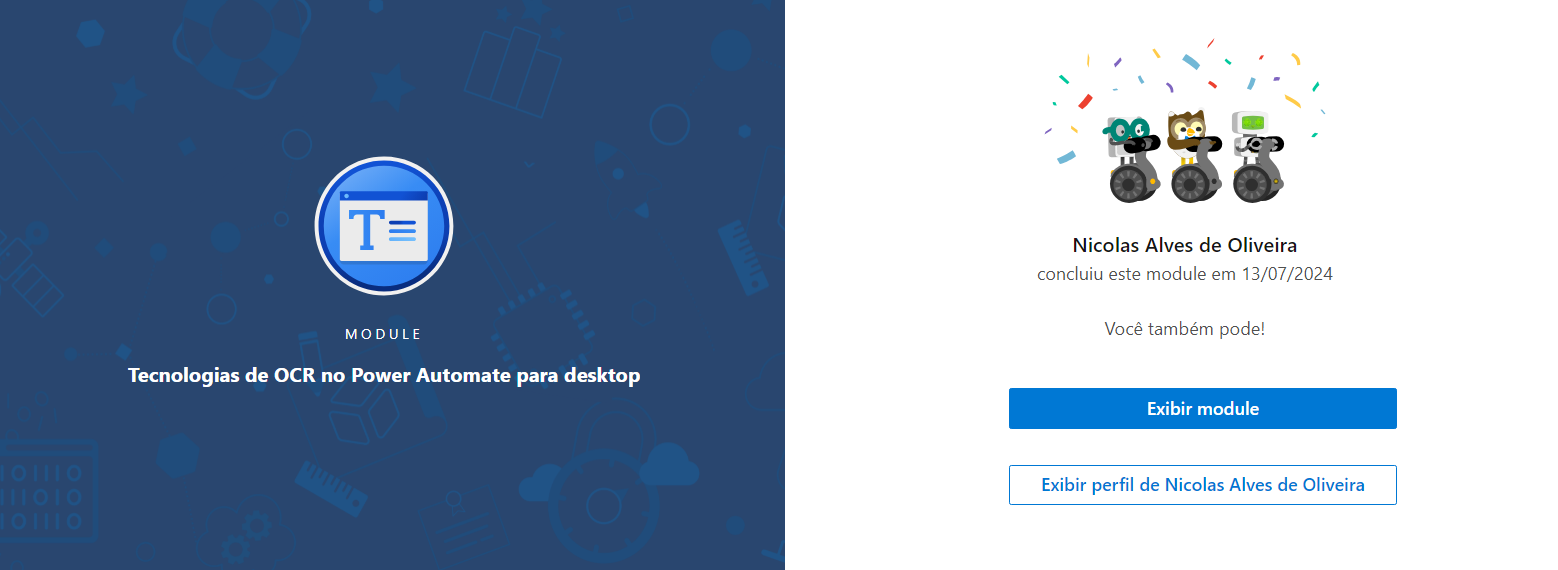 MODULE
Tecnologias de OCR no Power Automate para desktop
Nicolas Alves de Oliveira
concluiu este module em 13/07/2024
Você também pode!
Exibir module
Exibir perfil de Nicolas Alves de Oliveira